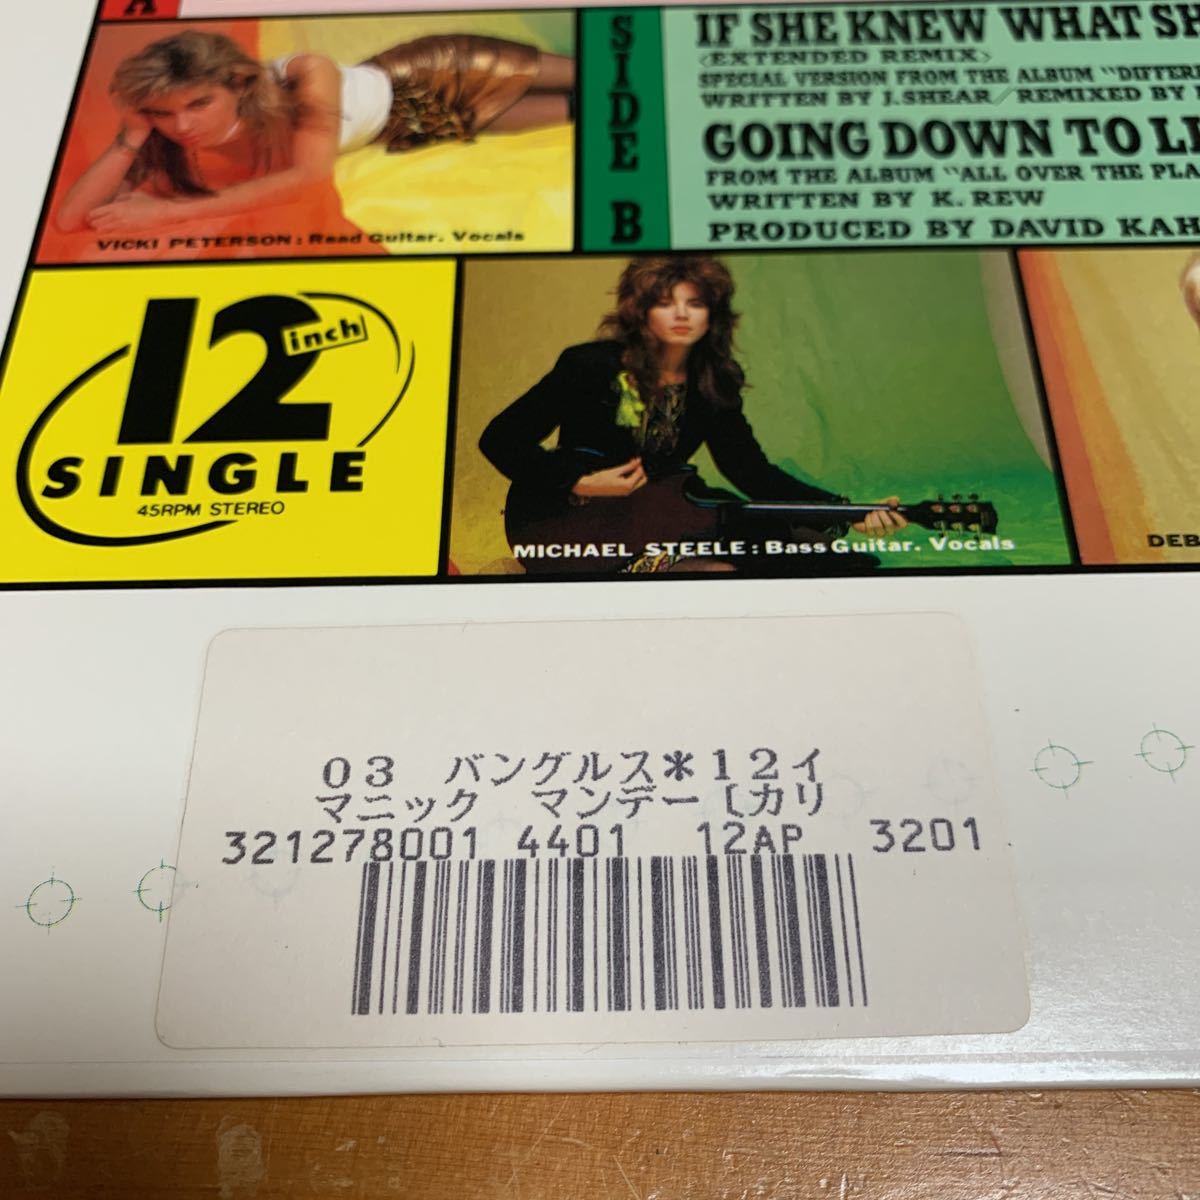 A
VICKI PETERSON: Read Guitar. Vocals
SIDE B
IF SHE KNEW WHAT SH
<EXTENDED REMIX>
SPECIAL VERSION FROM THE ALBUM "DIFFERE
WRITTEN BY J.SHEAR/REMIXED BY
GOING DOWN TO LI
FROM THE ALBUM "ALL OVER THE PLA
WRITTEN BY K. REW
PRODUCED BY DAVID KAH
12 inch
SINGLE
45RPM STEREO
MICHAEL STEELE: Bass Guitar. Vocals
DEB
03 バングルス*12イ
マニック マンデー〔カリ
321278001 4401 12AP 3201